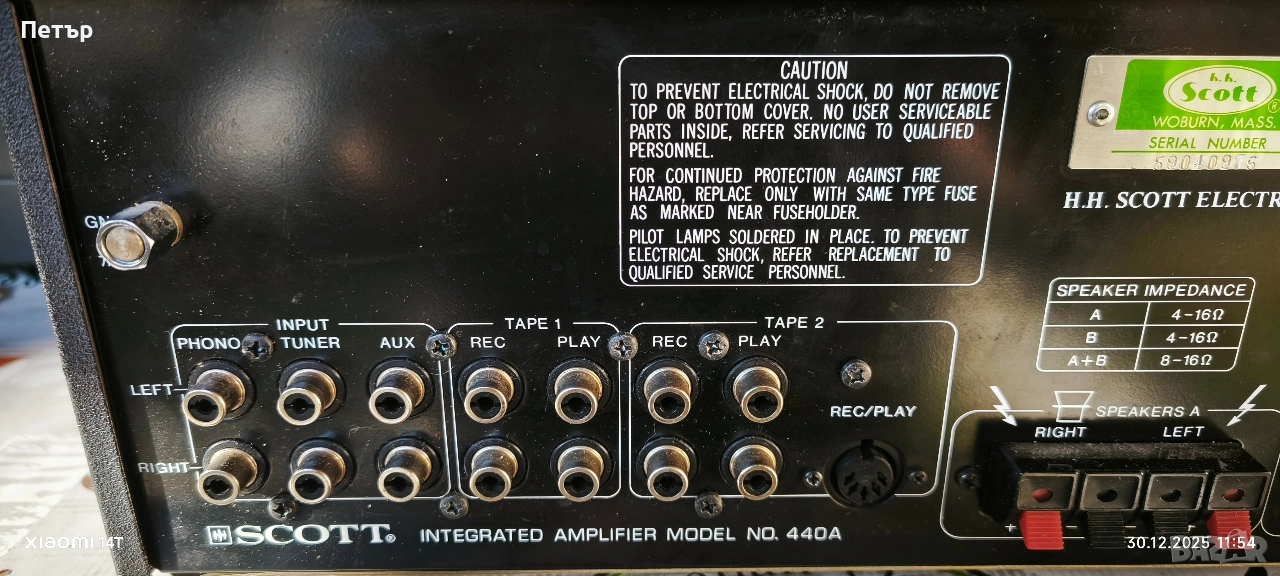 Петър
CAUTION
TO PREVENT ELECTRICAL SHOCK, DO NOT REMOVE
TOP OR BOTTOM COVER. NO USER SERVICEABLE
PARTS INSIDE, REFER SERVICING TO QUALIFIED
PERSONNEL.
FOR CONTINUED PROTECTION AGAINST FIRE
HAZARD, REPLACE ONLY WITH SAME TYPE FUSE
AS MARKED NEAR FUSEHOLDER.
PILOT LAMPS SOLDERED IN PLACE. TO PREVENT
ELECTRICAL SHOCK, REFER REPLACEMENT TO
QUALIFIED SERVICE PERSONNEL.
h.h.
Scott®
WOBURN, MASS.
SERIAL NUMBER
H.H. SCOTT ELECTR
GN
SPEAKER IMPEDANCE
A 4-16Ω
B 4-16Ω
A+B 8-16Ω
INPUT TAPE 1 TAPE 2
PHONO TUNER AUX REC PLAY REC PLAY
LEFT
REC/PLAY
SPEAKERS A
RIGHT LEFT
RIGHT
+ -
SCOTT® INTEGRATED AMPLIFIER MODEL NO. 440A
XIAOMI 14T
30.12.2025 11:54
BAZAR